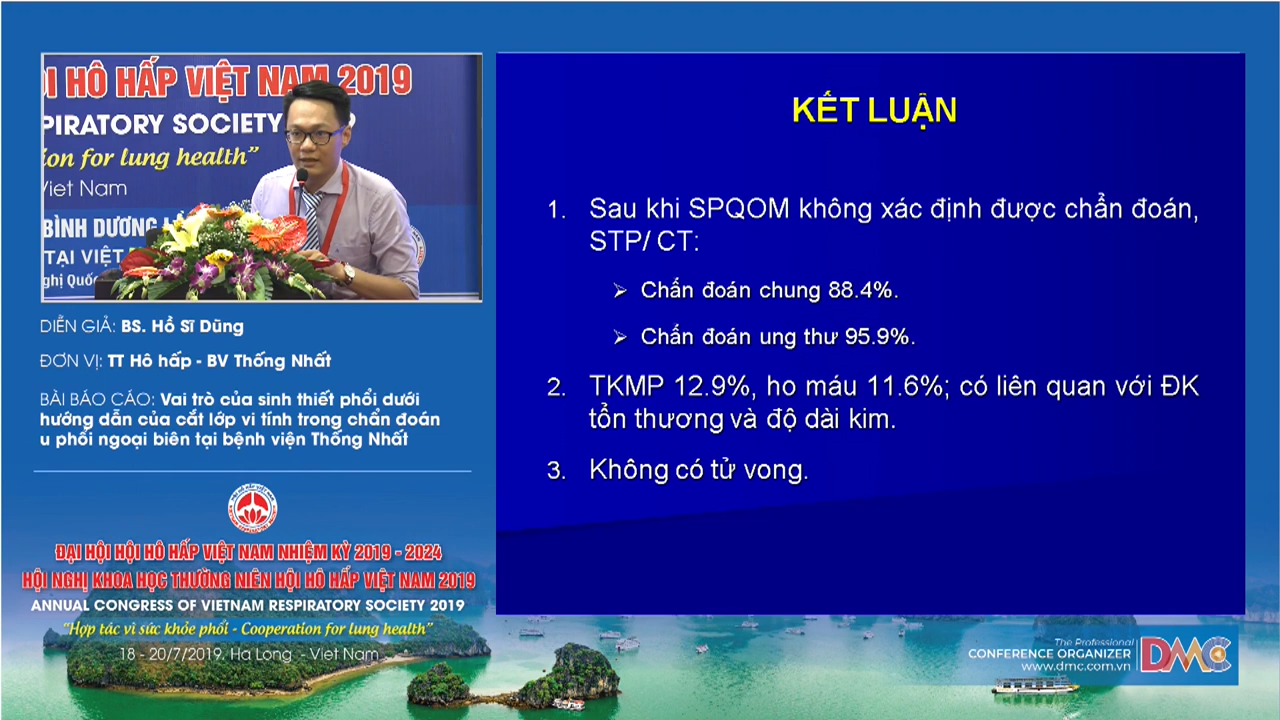 I HÔ HẤP VIỆT NAM 2019
PIRATORY SOCIETY 9
ion for lung health”
Viet Nam
BÌNH DƯƠNG
TẠI VIỆT
nghị Quốc
DIỄN GIẢ: BS. Hồ Sĩ Dũng
ĐƠN VỊ: TT Hô hấp - BV Thống Nhất
BÀI BÁO CÁO: Vai trò của sinh thiết phổi dưới
hướng dẫn của cắt lớp vi tính trong chẩn đoán
u phổi ngoại biên tại bệnh viện Thống Nhất
ĐẠI HỘI HỘI HÔ HẤP VIỆT NAM NHIỆM KỲ 2019 - 2024
HỘI NGHỊ KHOA HỌC THƯỜNG NIÊN HỘI HÔ HẤP VIỆT NAM 2019
ANNUAL CONGRESS OF VIETNAM RESPIRATORY SOCIETY 2019
“Hợp tác vì sức khỏe phổi - Cooperation for lung health”
18 - 20/7/2019. Ha Long - Viet Nam
KẾT LUẬN
1. Sau khi SPQOM không xác định được chẩn đoán,
STP/ CT:
➢ Chẩn đoán chung 88.4%.
➢ Chẩn đoán ung thư 95.9%.
2. TKMP 12.9%, ho máu 11.6%; có liên quan với ĐK
tổn thương và độ dài kim.
3. Không có tử vong.
The Professional
CONFERENCE ORGANIZER
www.dmc.com.vn
DMC